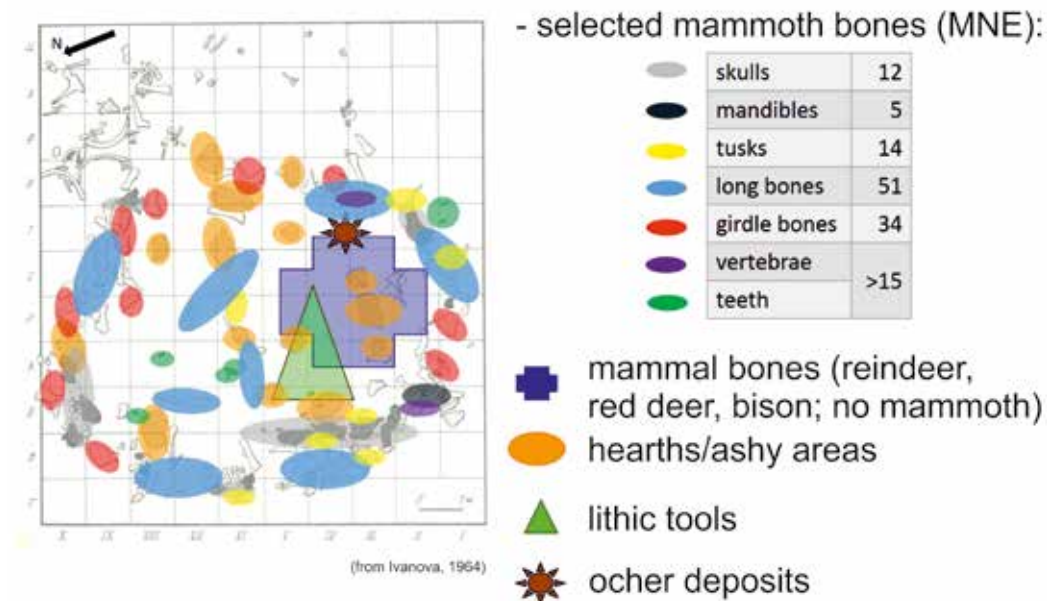 N
- selected mammoth bones (MNE):
skulls 12
mandibles 5
tusks 14
long bones 51
girdle bones 34
vertebrae
>15
teeth
mammal bones (reindeer,
red deer, bison; no mammoth)
hearths/ashy areas
lithic tools
ocher deposits
(from Ivanova, 1964)